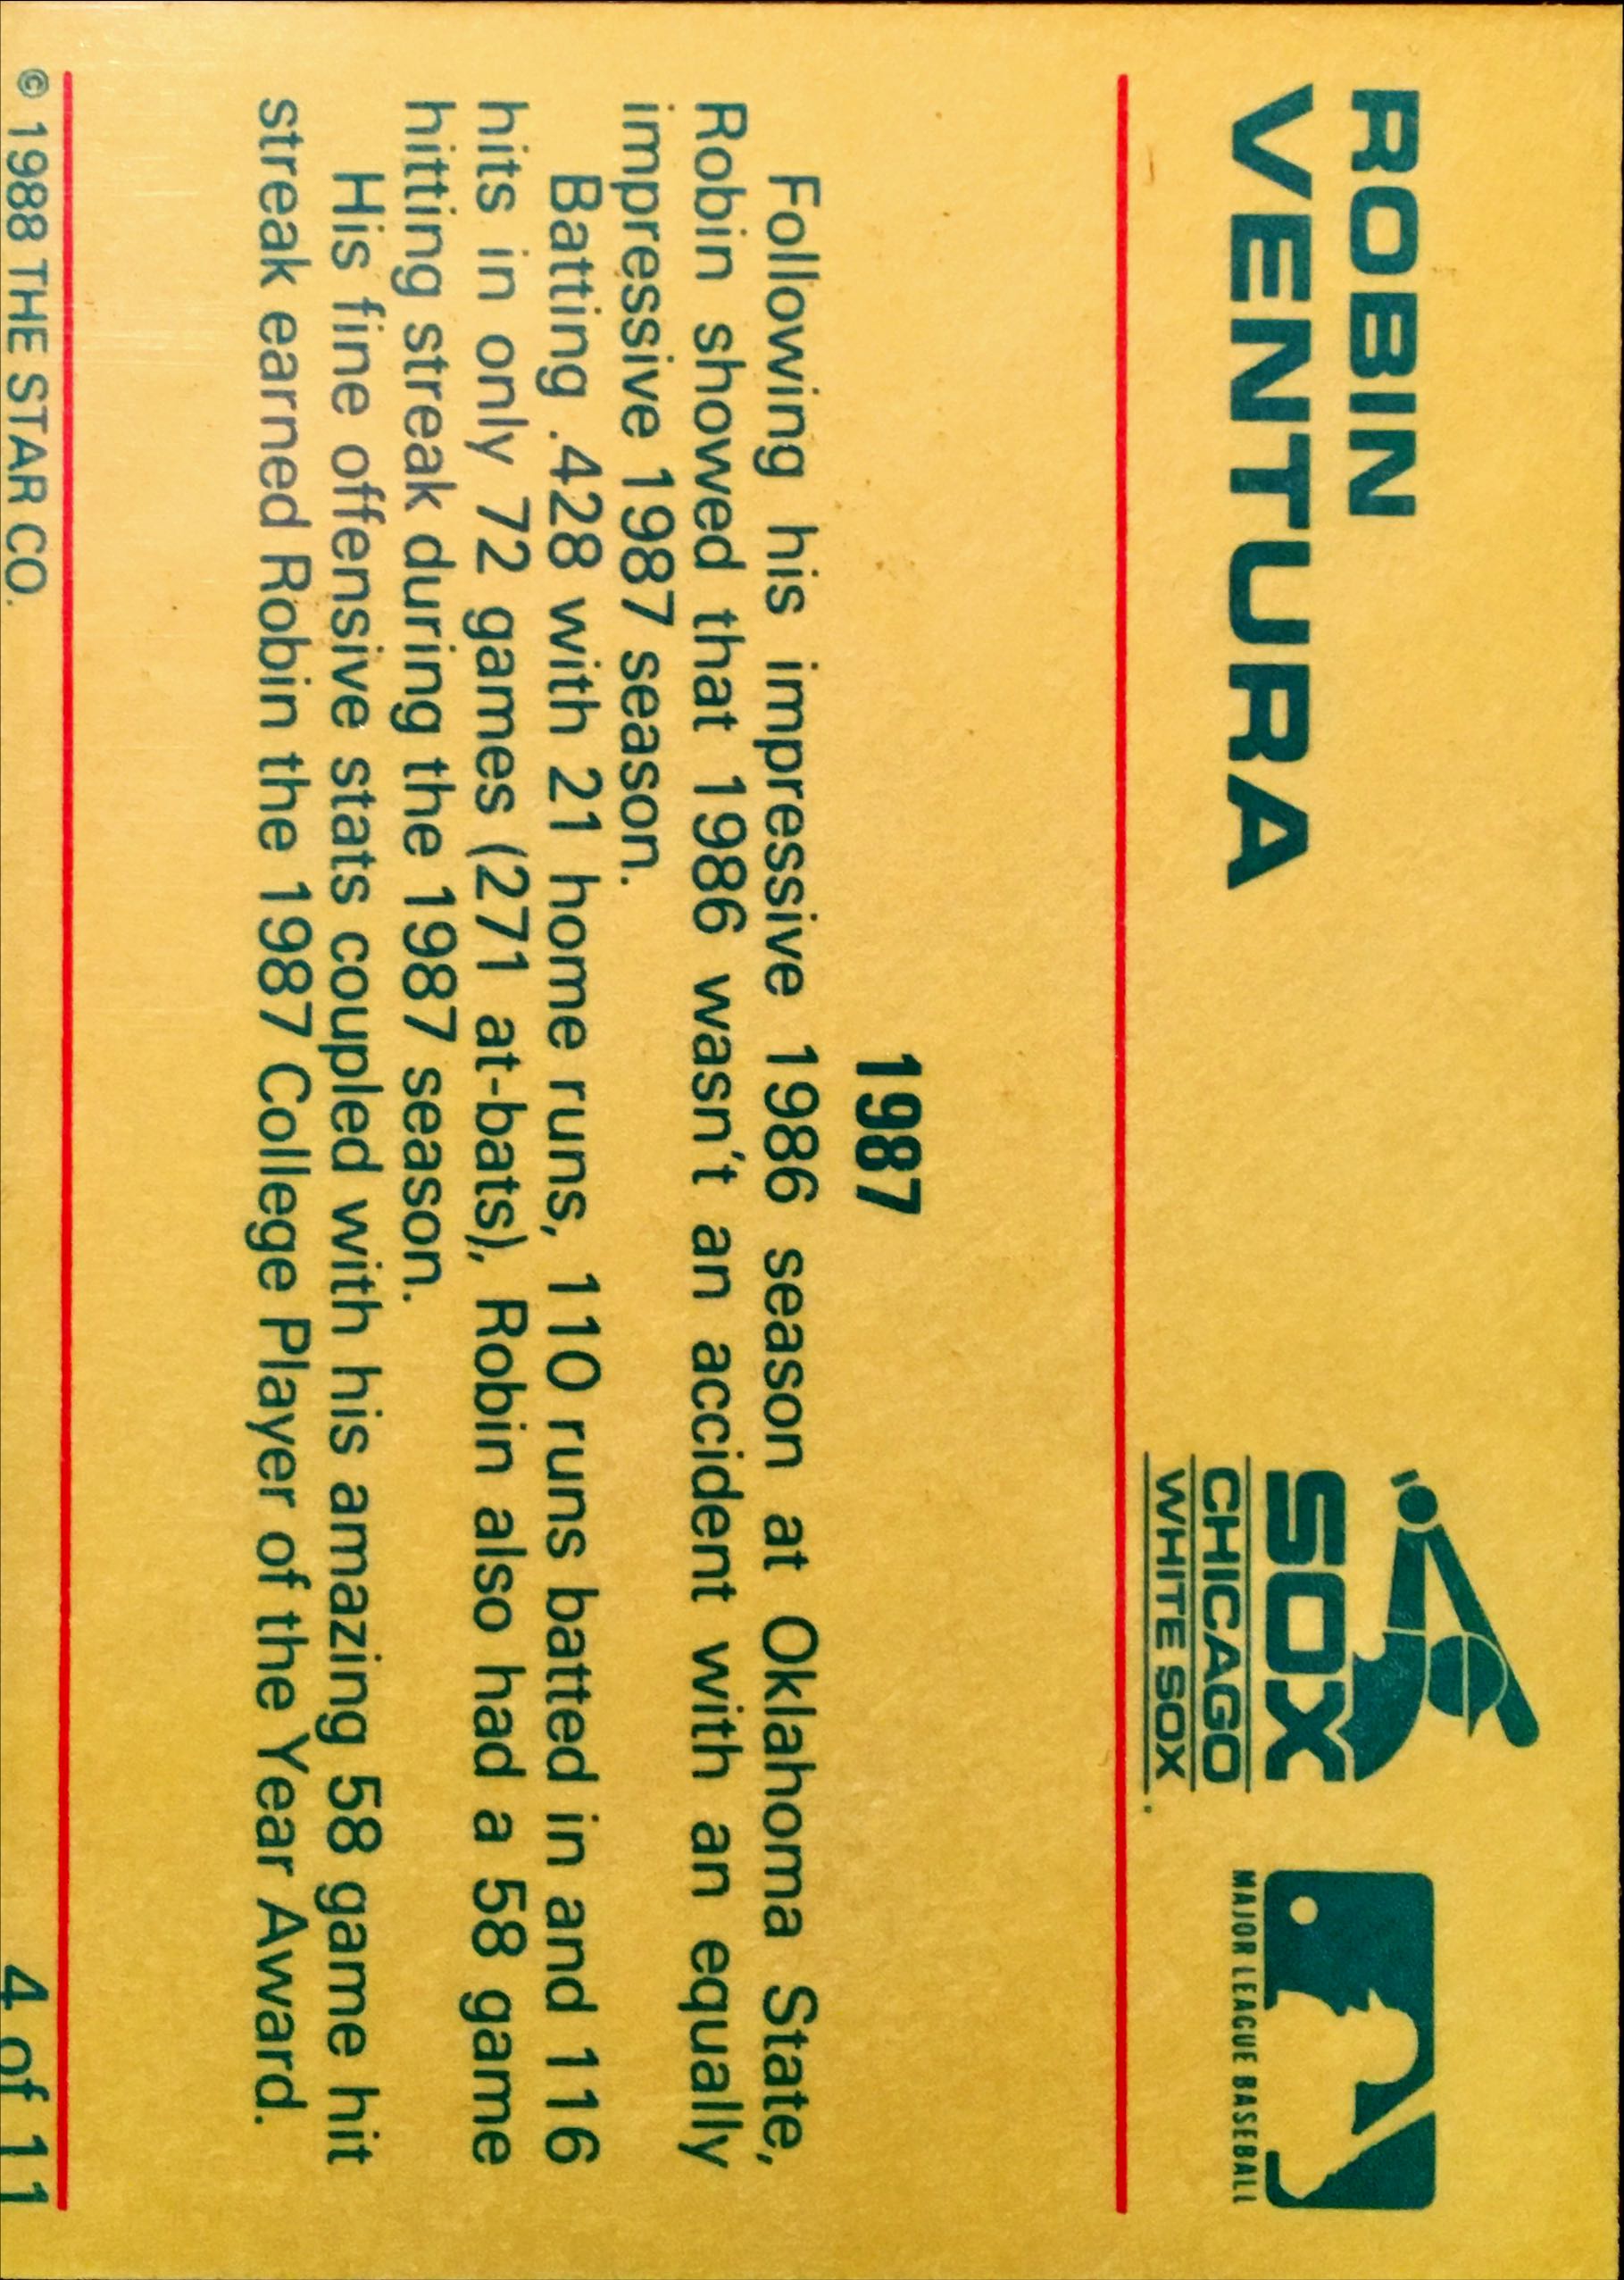 ROBIN
VENTURA
SOX
CHICAGO
WHITE SOX.
MAJOR LEAGUE BASEBALL
1987
Following his impressive 1986 season at Oklahoma State,
Robin showed that 1986 wasn't an accident with an equally
impressive 1987 season.
Batting .428 with 21 home runs, 110 runs batted in and 116
hits in only 72 games (271 at-bats), Robin also had a 58 game
hitting streak during the 1987 season.
His fine offensive stats coupled with his amazing 58 game hit
streak earned Robin the 1987 College Player of the Year Award.
© 1988 THE STAR CO.
4 of 11